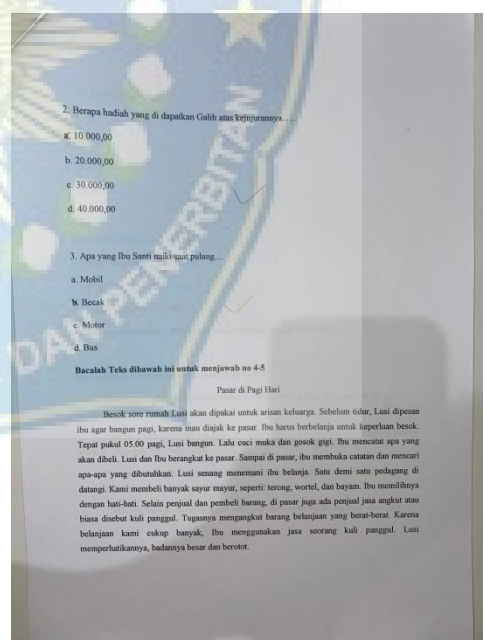 2. Berapa hadiah yang di dapatkan Galih atas kejujurannya....
a. 10.000,00
b. 20.000,00
c. 30.000,00
d. 40.000,00
3. Apa yang Ibu Santi naiki saat pulang....
a. Mobil
b. Becak
c. Motor
d. Bus
Bacalah Teks dibawah ini untuk menjawab no 4-5
Pasar di Pagi Hari
Besok sore rumah Lusi akan dipakai untuk arisan keluarga. Sebelum tidur, Lusi dipesan
ibu agar bangun pagi, karena mau diajak ke pasar. Ibu harus berbelanja untuk keperluan besok.
Tepat pukul 05.00 pagi, Lusi bangun. Lalu cuci muka dan gosok gigi. Ibu mencatat apa yang
akan dibeli. Lusi dan Ibu berangkat ke pasar. Sampai di pasar, ibu membuka catatan dan mencari
apa-apa yang dibutuhkan. Lusi senang menemani ibu belanja. Satu demi satu pedagang di
datangi. Kami membeli banyak sayur mayur, seperti: terong, wortel, dan bayam. Ibu memilihnya
dengan hati-hati. Selain penjual dan pembeli barang, di pasar juga ada penjual jasa angkut atau
biasa disebut kuli panggul. Tugasnya mengangkut barang belanjaan yang berat-berat. Karena
belanjaan kami cukup banyak, Ibu menggunakan jasa seorang kuli panggul. Lusi
memperhatikannya, badannya besar dan berotot.
DAN PENERBITAN